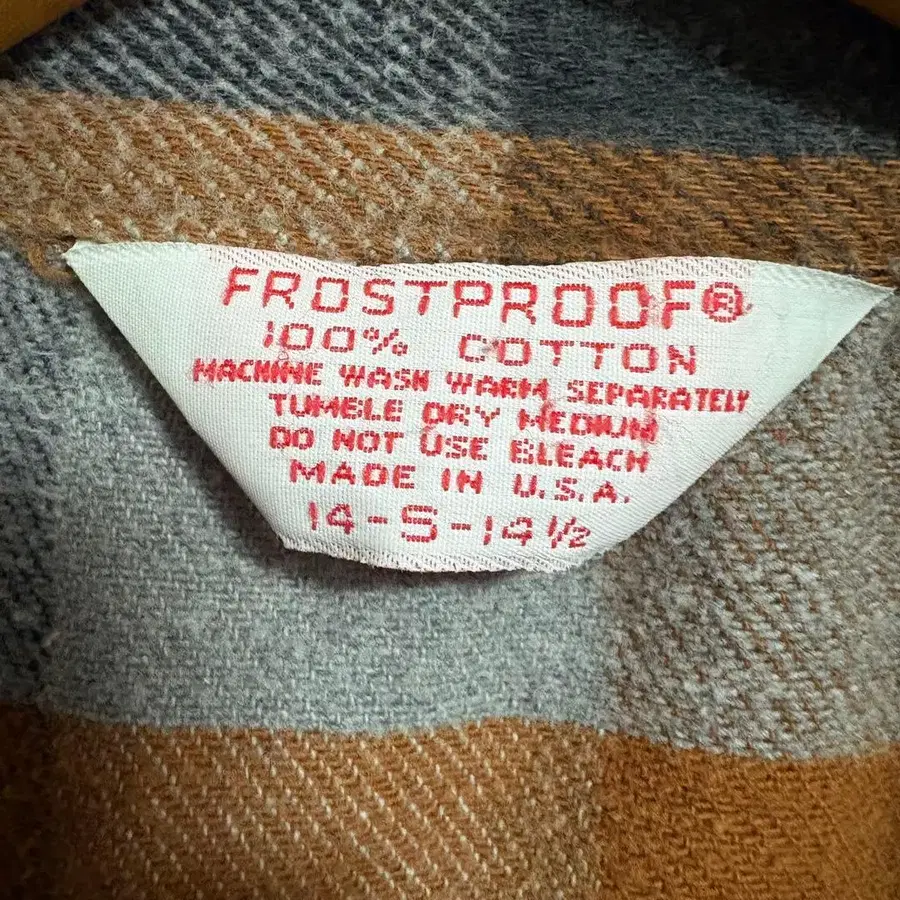 FROSTPROOF®
100% COTTON
MACHINE WASH WARM SEPARATELY
TUMBLE DRY MEDIUM
DO NOT USE BLEACH
MADE IN U.S.A.
14-S-14½